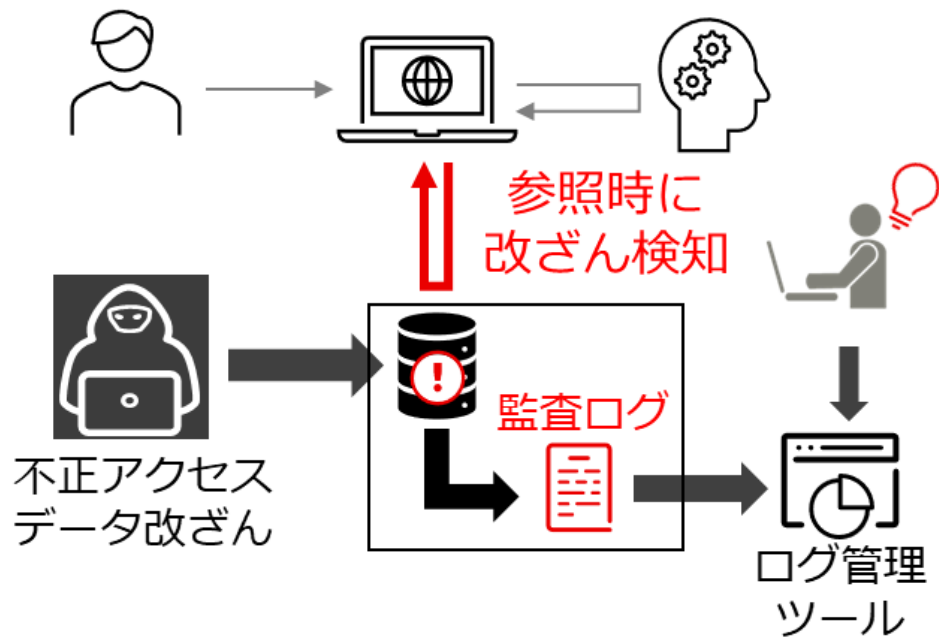 参照時に
改ざん検知
監査ログ
不正アクセス
データ改ざん
ログ管理
ツール